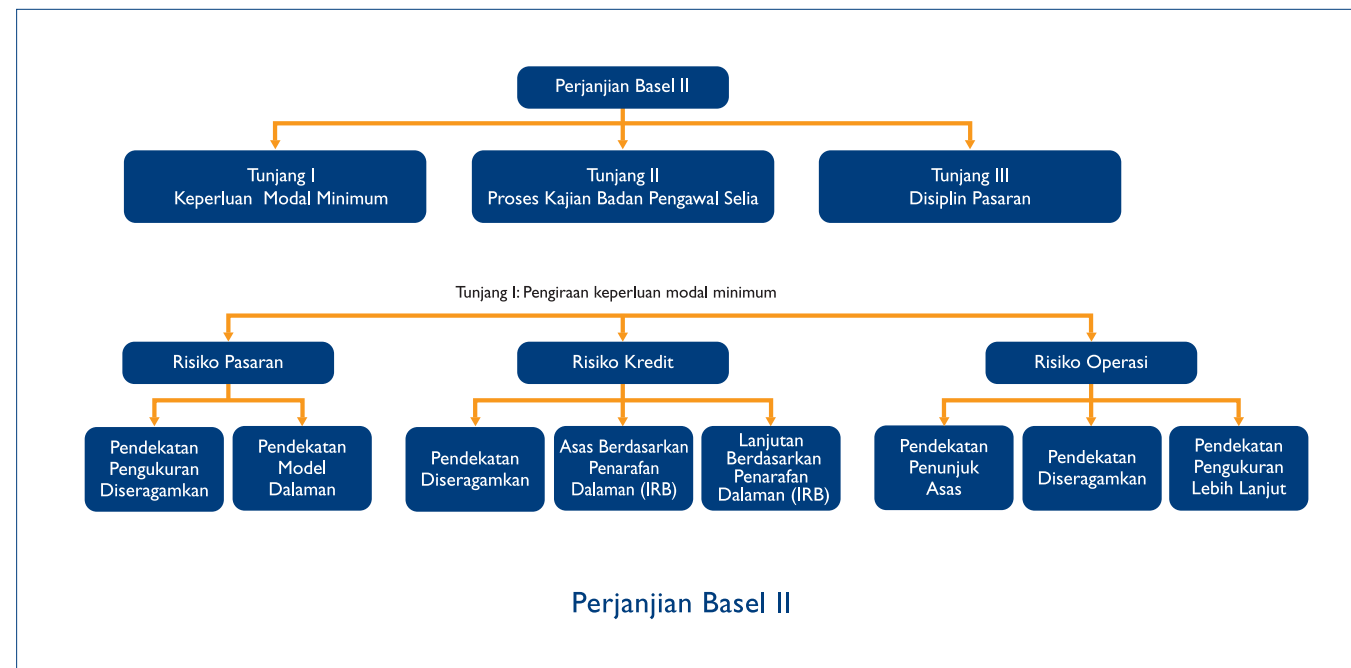 Perjanjian Basel II
Tunjang I
Keperluan Modal Minimum
Tunjang II
Proses Kajian Badan Pengawal Selia
Tunjang III
Disiplin Pasaran
Tunjang I: Pengiraan keperluan modal minimum
Risiko Pasaran
Risiko Kredit
Risiko Operasi
Pendekatan
Pengukuran
Diseragamkan
Pendekatan
Model
Dalaman
Pendekatan
Diseragamkan
Asas Berdasarkan
Penarafan
Dalaman (IRB)
Lanjutan
Berdasarkan
Penarafan
Dalaman (IRB)
Pendekatan
Penunjuk
Asas
Pendekatan
Diseragamkan
Pendekatan
Pengukuran
Lebih Lanjut
Perjanjian Basel II